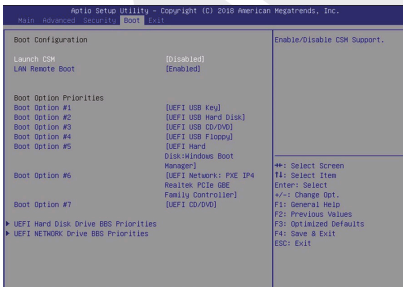 Aptio Setup Utility - Copyright (C) 2018 American Megatrends, Inc.
Main Advanced Security Boot Exit
Boot Configuration
Launch CSM [Disabled]
LAN Remote Boot [Enabled]
Boot Option Priorities
Boot Option #1 [UEFI USB Key]
Boot Option #2 [UEFI USB Hard Disk]
Boot Option #3 [UEFI USB CD/DVD]
Boot Option #4 [UEFI USB Floppy]
Boot Option #5 [UEFI Hard
Disk:Windows Boot
Manager]
Boot Option #6 [UEFI Network: PXE IP4
Realtek PCIe GBE
Family Controller]
Boot Option #7 [UEFI CD/DVD]
▶ UEFI Hard Disk Drive BBS Priorities
▶ UEFI NETWORK Drive BBS Priorities
Enable/Disable CSM Support.
◆▶: Select Screen
↑↓: Select Item
Enter: Select
+/-: Change Opt.
F1: General Help
F2: Previous Values
F3: Optimized Defaults
F4: Save & Exit
ESC: Exit